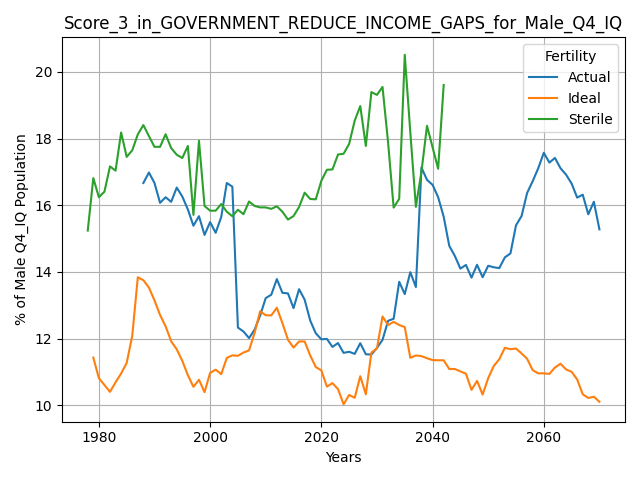 Score_3_in_GOVERNMENT_REDUCE_INCOME_GAPS_for_Male_Q4_IQ
% of Male Q4_IQ Population
20
18
16
14
12
10
Fertility
Actual
Ideal
Sterile
1980
2000
2020
2040
2060
Years